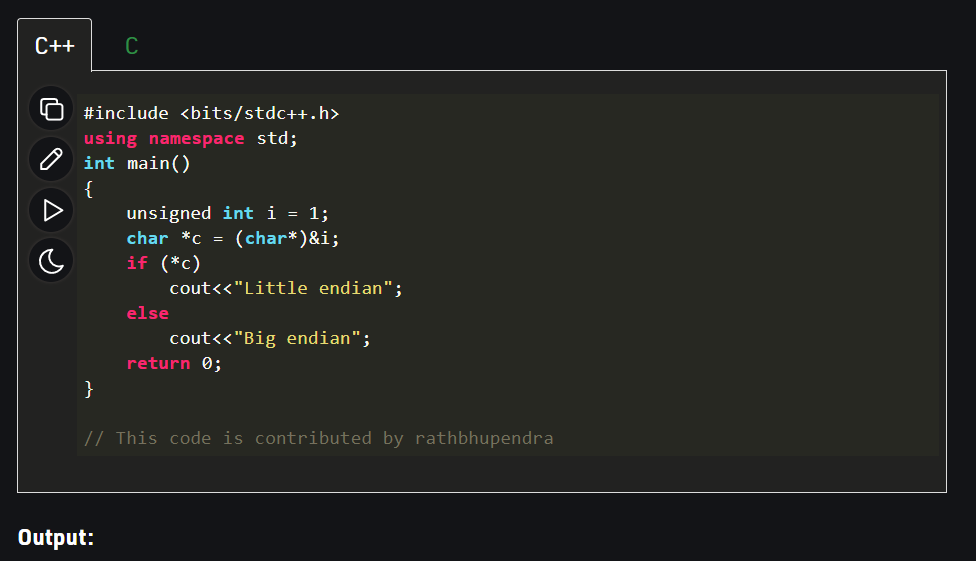 C++ C
#include <bits/stdc++.h>
using namespace std;
int main()
{
    unsigned int i = 1;
    char *c = (char*)&i;
    if (*c)
        cout<<"Little endian";
    else
        cout<<"Big endian";
    return 0;
}
// This code is contributed by rathbhupendra
Output: